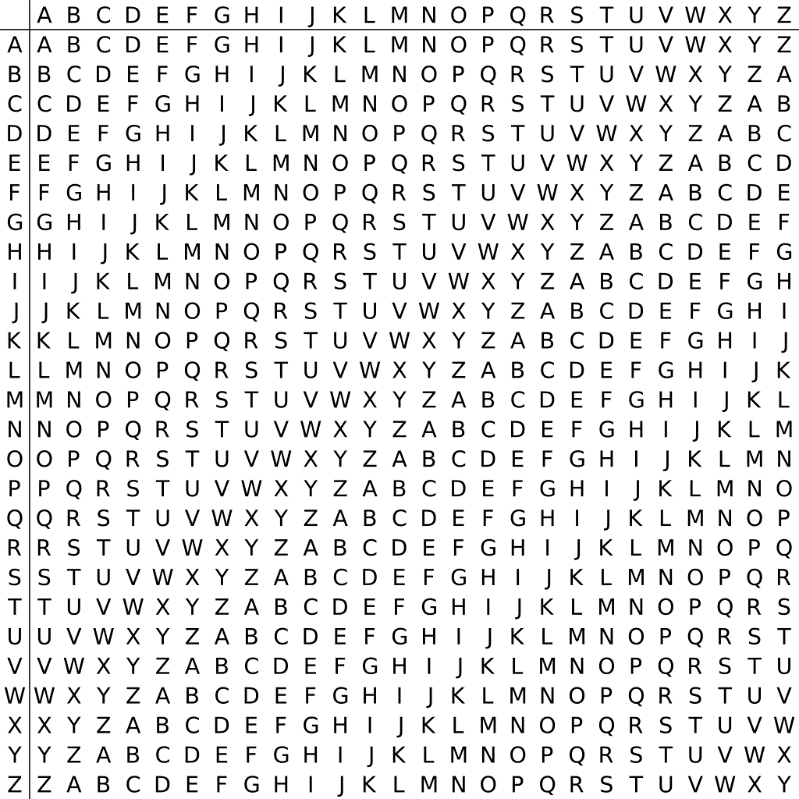 A B C D E F G H I J K L M N O P Q R S T U V W X Y Z
A A B C D E F G H I J K L M N O P Q R S T U V W X Y Z
B B C D E F G H I J K L M N O P Q R S T U V W X Y Z A
C C D E F G H I J K L M N O P Q R S T U V W X Y Z A B
D D E F G H I J K L M N O P Q R S T U V W X Y Z A B C
E E F G H I J K L M N O P Q R S T U V W X Y Z A B C D
F F G H I J K L M N O P Q R S T U V W X Y Z A B C D E
G G H I J K L M N O P Q R S T U V W X Y Z A B C D E F
H H I J K L M N O P Q R S T U V W X Y Z A B C D E F G
I I J K L M N O P Q R S T U V W X Y Z A B C D E F G H
J J K L M N O P Q R S T U V W X Y Z A B C D E F G H I
K K L M N O P Q R S T U V W X Y Z A B C D E F G H I J
L L M N O P Q R S T U V W X Y Z A B C D E F G H I J K
M M N O P Q R S T U V W X Y Z A B C D E F G H I J K L
N N O P Q R S T U V W X Y Z A B C D E F G H I J K L M
O O P Q R S T U V W X Y Z A B C D E F G H I J K L M N
P P Q R S T U V W X Y Z A B C D E F G H I J K L M N O
Q Q R S T U V W X Y Z A B C D E F G H I J K L M N O P
R R S T U V W X Y Z A B C D E F G H I J K L M N O P Q
S S T U V W X Y Z A B C D E F G H I J K L M N O P Q R
T T U V W X Y Z A B C D E F G H I J K L M N O P Q R S
U U V W X Y Z A B C D E F G H I J K L M N O P Q R S T
V V W X Y Z A B C D E F G H I J K L M N O P Q R S T U
W W X Y Z A B C D E F G H I J K L M N O P Q R S T U V
X X Y Z A B C D E F G H I J K L M N O P Q R S T U V W
Y Y Z A B C D E F G H I J K L M N O P Q R S T U V W X
Z Z A B C D E F G H I J K L M N O P Q R S T U V W X Y